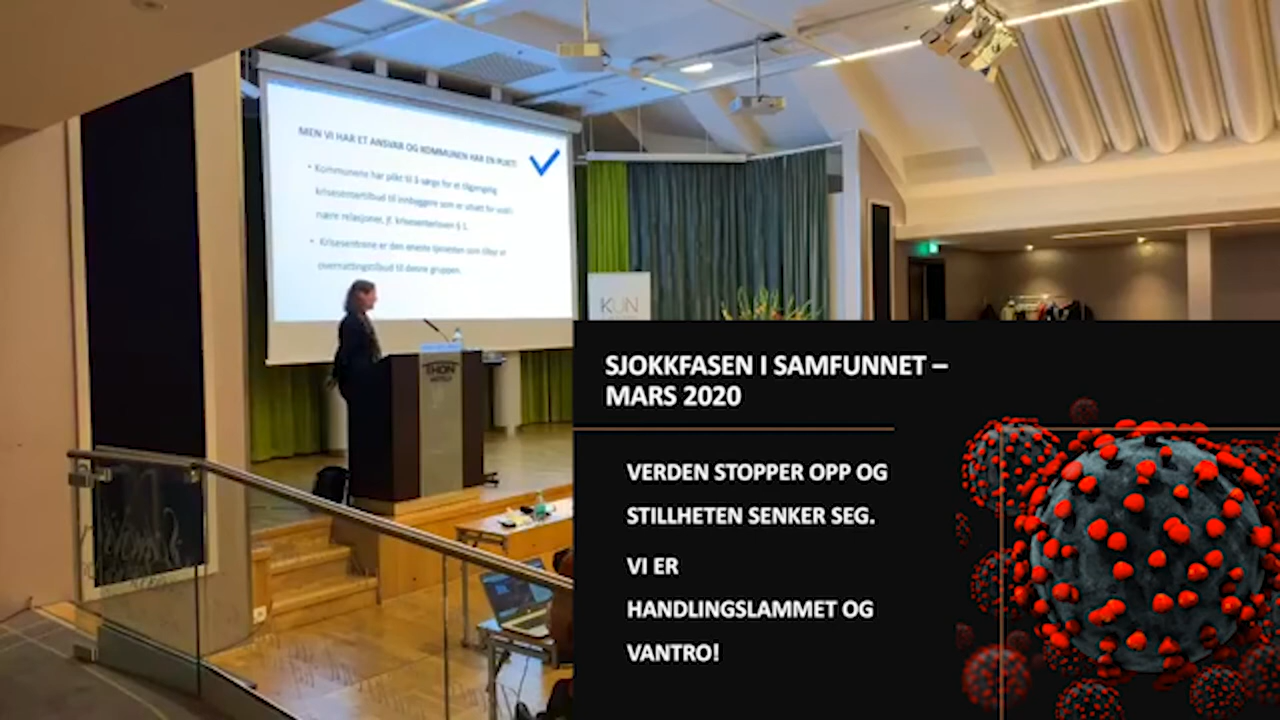 MEN VI HAR ET ANSVAR OG KOMMUNEN HAR EN PLIKT!
• Kommunene har plikt til å sørge for et tilgjengelig
krisesentertilbud til innbyggere som er utsatt for vold i
nære relasjoner, jf. krisesenterloven § 1.
• Krisesentrene er den eneste tjenesten som tilbyr et
overnattingstilbud til denne gruppen.
KUN
THON
HOTELS
SJOKKFASEN I SAMFUNNET –
MARS 2020
VERDEN STOPPER OPP OG
STILLHETEN SENKER SEG.
VI ER
HANDLINGSLAMMET OG
VANTRO!